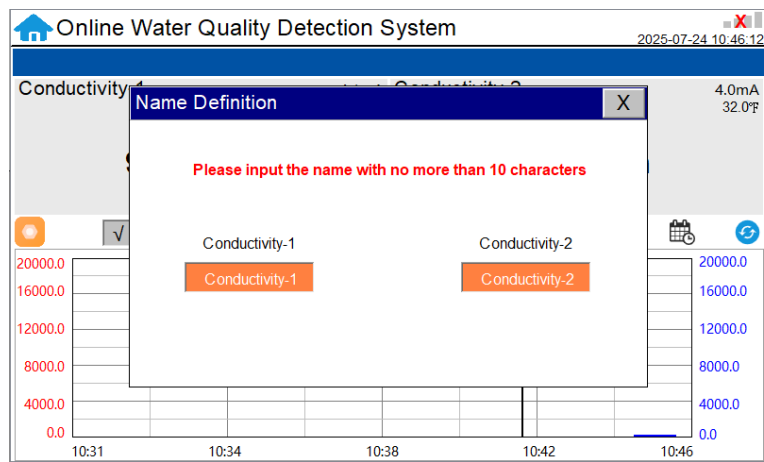 Online Water Quality Detection System
X
2025-07-24 10:46:12
Conductivity-1
Conductivity-2
4.0mA
32.0℉
Name Definition
X
Please input the name with no more than 10 characters
√
Conductivity-1
Conductivity-2
Conductivity-1
Conductivity-2
20000.0
20000.0
16000.0
16000.0
12000.0
12000.0
8000.0
8000.0
4000.0
4000.0
0.0
0.0
10:31
10:34
10:38
10:42
10:46